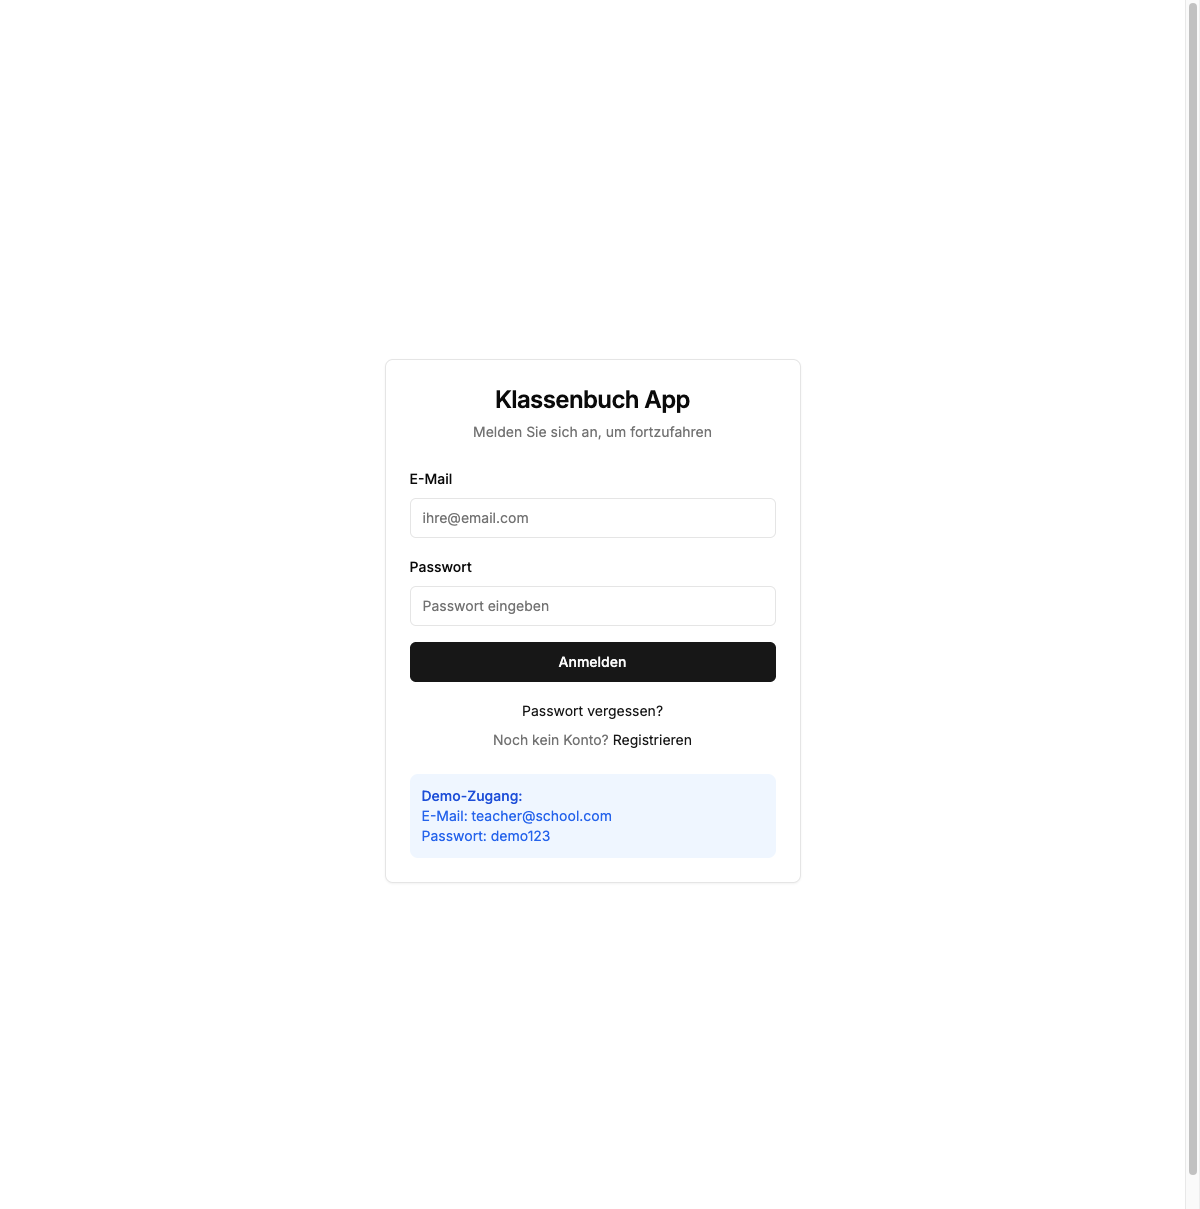 Klassenbuch App
Melden Sie sich an, um fortzufahren
E-Mail
ihre@email.com
Passwort
Passwort eingeben
Anmelden
Passwort vergessen?
Noch kein Konto? Registrieren
Demo-Zugang:
E-Mail: teacher@school.com
Passwort: demo123